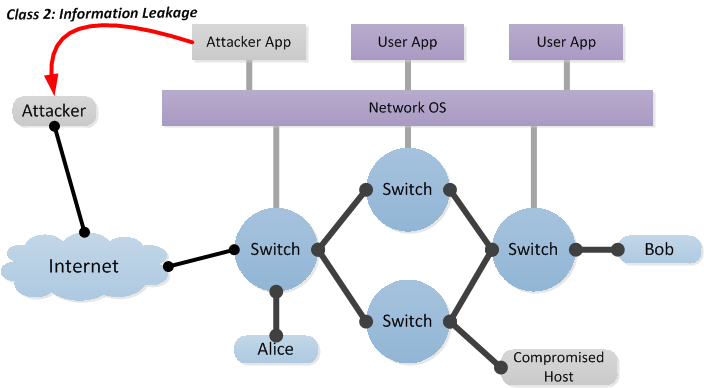 Class 2: Information Leakage
Attacker App
User App
User App
Attacker
Network OS
Switch
Internet
Switch
Switch
Bob
Switch
Alice
Compromised
Host